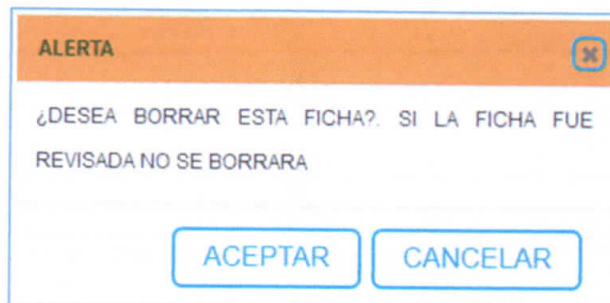 ALERTA
¿DESEA BORRAR ESTA FICHA?. SI LA FICHA FUE
REVISADA NO SE BORRARA
ACEPTAR CANCELAR